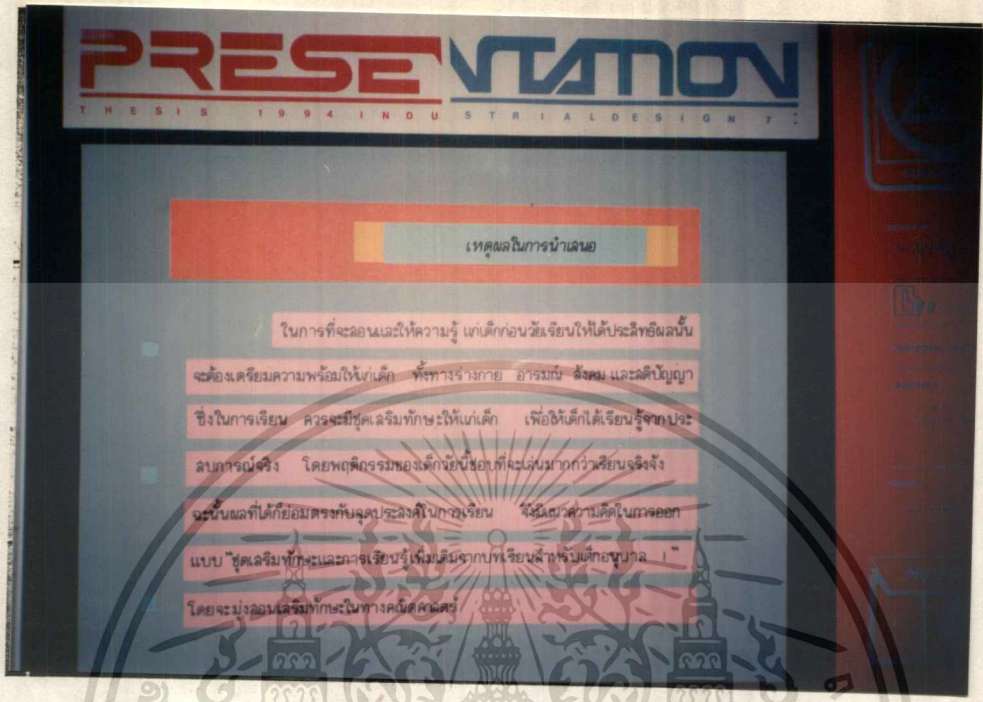 PRESENTATION
THESIS 1994 INDUSTRIAL DESIGN 7
เหตุผลในการนำเสนอ
ในการที่จะสอนและให้ความรู้ แก่เด็กก่อนวัยเรียนให้ได้ประสิทธิผลนั้น
จะต้องเตรียมความพร้อมให้แก่เด็ก ทั้งทางร่างกาย อารมณ์ สังคม และสติปัญญา
ซึ่งในการเรียน ควรจะมีชุดเสริมทักษะให้แก่เด็ก เพื่อให้เด็กได้เรียนรู้จากประ
สบการณ์จริง โดยพฤติกรรมของเด็กวัยนี้ชอบที่จะเล่นมากกว่าเรียนจริงจัง
ฉะนั้นผลที่ได้ก็ย่อมตรงกับจุดประสงค์ในการเรียน จึงมีแนวความคิดในการออก
แบบ "ชุดเสริมทักษะและการเรียนรู้เพิ่มเติมจากบทเรียนสำหรับเด็กอนุบาล 1"
โดยจะมุ่งสอนเสริมทักษะในทางคณิตศาสตร์